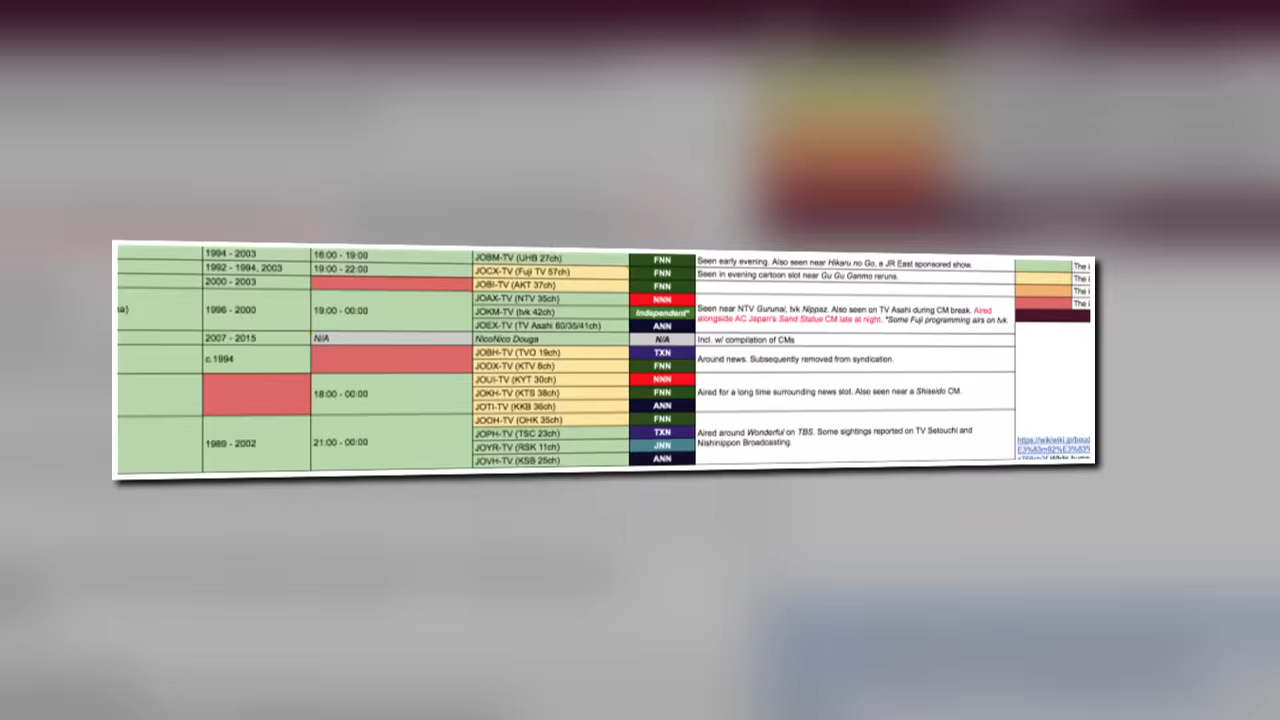 1994 - 2003 16:00 - 19:00 JOBM-TV (UHB 27ch) FNN Seen early evening. Also seen near Hikaru no Go, a JR East sponsored show.
1992 - 1994, 2003 19:00 - 22:00 JOCX-TV (Fuji TV 57ch) FNN Seen in evening cartoon slot near Gu Gu Ganmo reruns.
2000 - 2003 JOBI-TV (AKT 37ch) FNN
JOAX-TV (NTV 35ch) NNN
1996 - 2000 19:00 - 00:00 JOKM-TV (tvk 42ch) Independent* Seen near NTV Gurunai, tvk Nippaz. Also seen on TV Asahi during CM break. Aired
alongside AC Japan's Sand Statue CM late at night. *Some Fuji programming airs on tvk.
JOEX-TV (TV Asahi 60/35/41ch) ANN
2007 - 2015 N/A NicoNico Douga N/A Incl. w/ compilation of CMs
c.1994 JOBH-TV (TVO 19ch) TXN Around news. Subsequently removed from syndication.
JODX-TV (KTV 8ch) FNN
JOUI-TV (KYT 30ch) NNN
18:00 - 00:00 JOKH-TV (KTS 38ch) FNN Aired for a long time surrounding news slot. Also seen near a Shiseido CM.
JOTI-TV (KKB 36ch) ANN
JOOH-TV (OHK 35ch) FNN
JOPH-TV (TSC 23ch) TXN Aired around Wonderful on TBS. Some sightings reported on TV Setouchi and
Nishinippon Broadcasting.
1989 - 2002 21:00 - 00:00 JOYR-TV (RSK 11ch) JNN
JOVH-TV (KSB 25ch) ANN
The
The
The
The